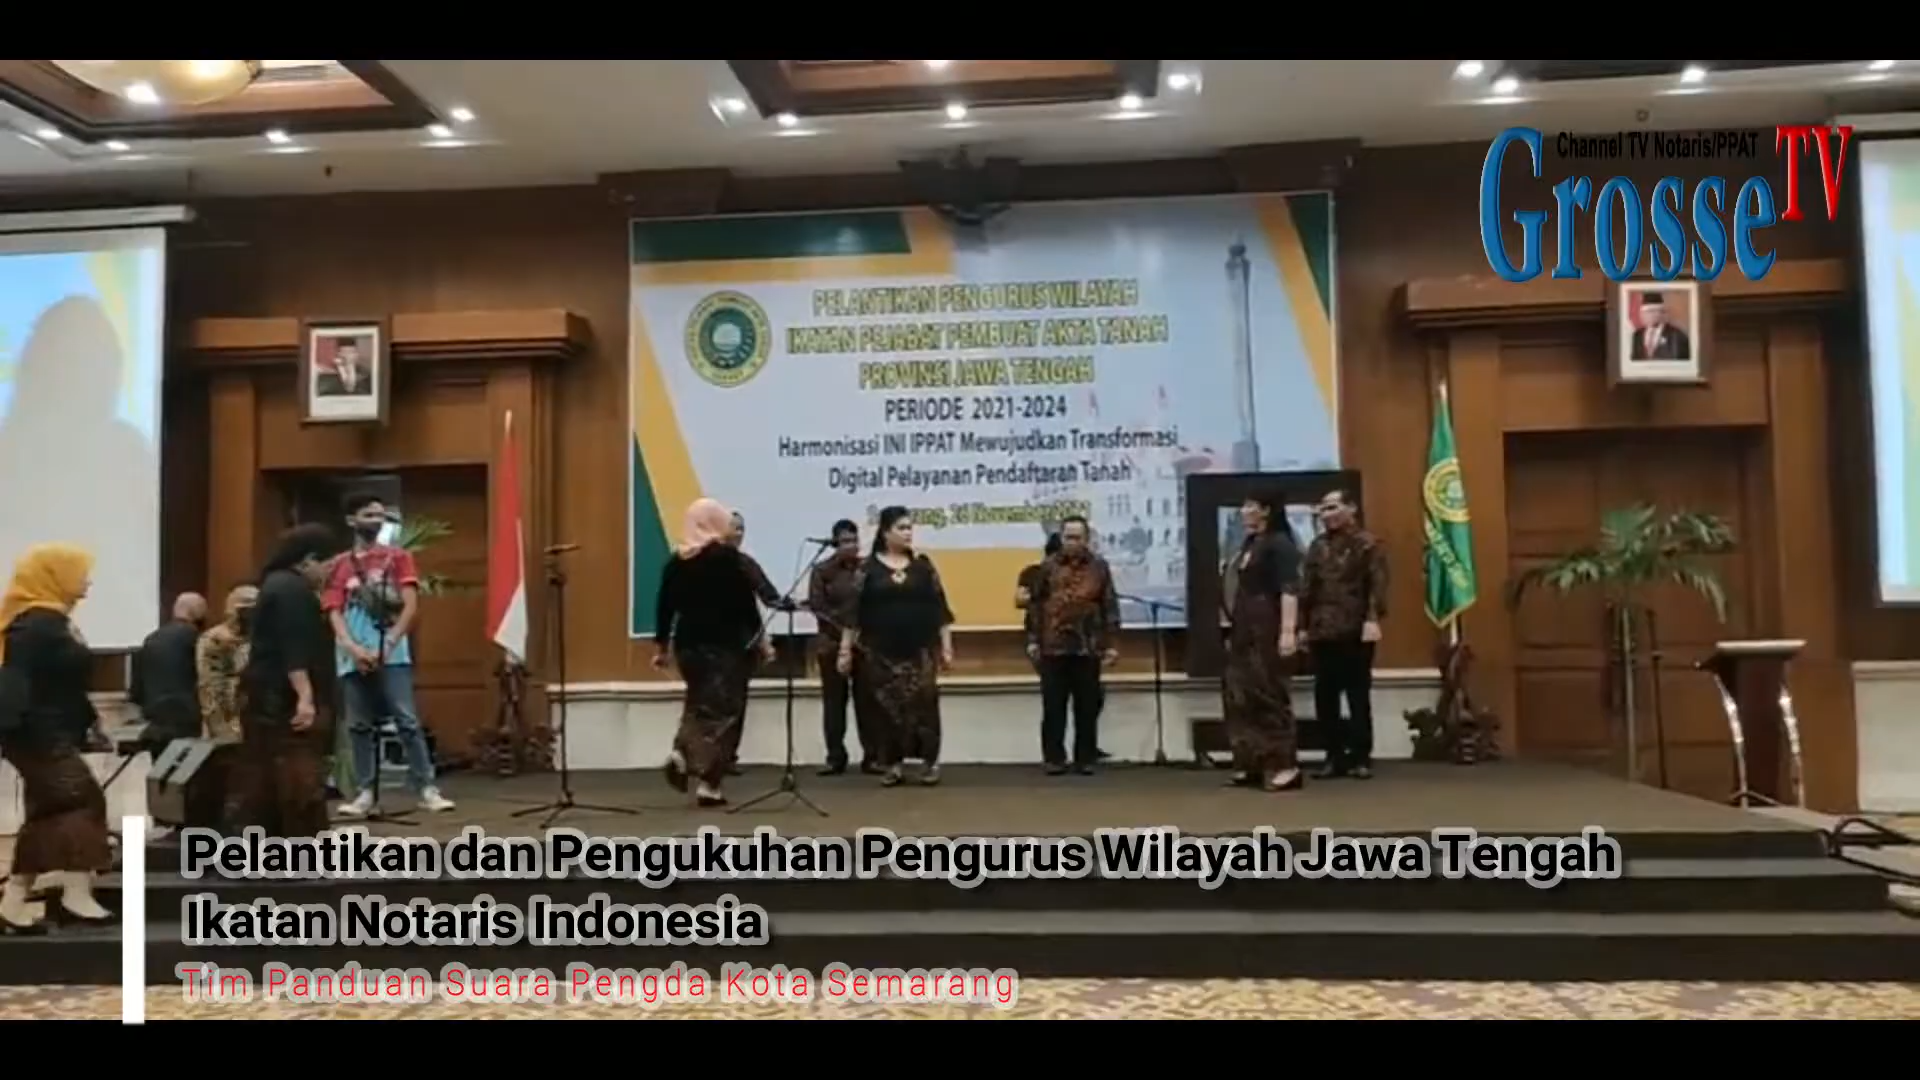 Channel TV Notaris/PPAT
Grosse TV
PELANTIKAN PENGURUS WILAYAH
IKATAN PEJABAT PEMBUAT AKTA TANAH
PROVINSI JAWA TENGAH
PERIODE 2021-2024
Harmonisasi INI IPPAT Mewujudkan Transformasi
Digital Pelayanan Pendaftaran Tanah
26 November
Pelantikan dan Pengukuhan Pengurus Wilayah Jawa Tengah
Ikatan Notaris Indonesia
Tim Panduan Suara Pengda Kota Semarang